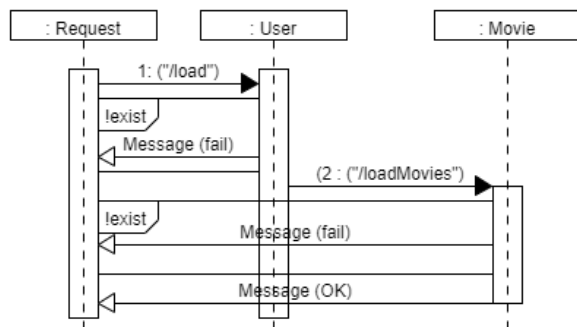 : Request
: User
: Movie
1: ("/load")
!exist
Message (fail)
(2 : ("/loadMovies")
!exist
Message (fail)
Message (OK)